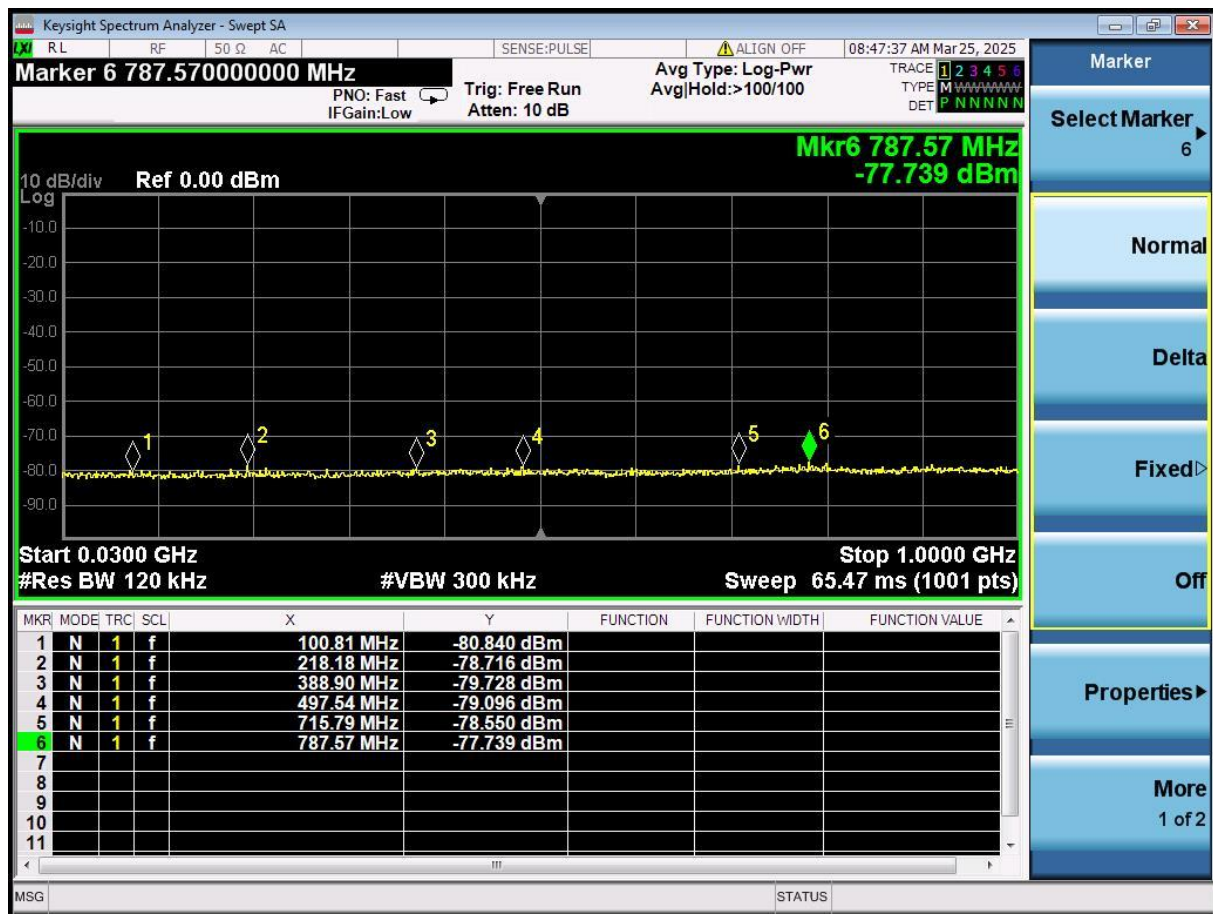 Keysight Spectrum Analyzer - Swept SA
LXI RL RF 50 Ω AC SENSE:PULSE ALIGN OFF 08:47:37 AM Mar 25, 2025
Marker 6 787.570000000 MHz
PNO: Fast
IFGain:Low
Trig: Free Run
Atten: 10 dB
Avg Type: Log-Pwr
Avg|Hold:>100/100
TRACE 1 2 3 4 5 6
TYPE M WWWWW
DET P N N N N N
Mkr6 787.57 MHz
-77.739 dBm
10 dB/div Ref 0.00 dBm
Log
-10.0
-20.0
-30.0
-40.0
-50.0
-60.0
-70.0
-80.0
-90.0
1 2 3 4 5 6
Start 0.0300 GHz Stop 1.0000 GHz
#Res BW 120 kHz #VBW 300 kHz Sweep 65.47 ms (1001 pts)
MKR MODE TRC SCL X Y FUNCTION FUNCTION WIDTH FUNCTION VALUE
1 N 1 f 100.81 MHz -80.840 dBm
2 N 1 f 218.18 MHz -78.716 dBm
3 N 1 f 388.90 MHz -79.728 dBm
4 N 1 f 497.54 MHz -79.096 dBm
5 N 1 f 715.79 MHz -78.550 dBm
6 N 1 f 787.57 MHz -77.739 dBm
7
8
9
10
11
MSG STATUS
Marker
Select Marker
6
Normal
Delta
Fixed
Off
Properties
More
1 of 2